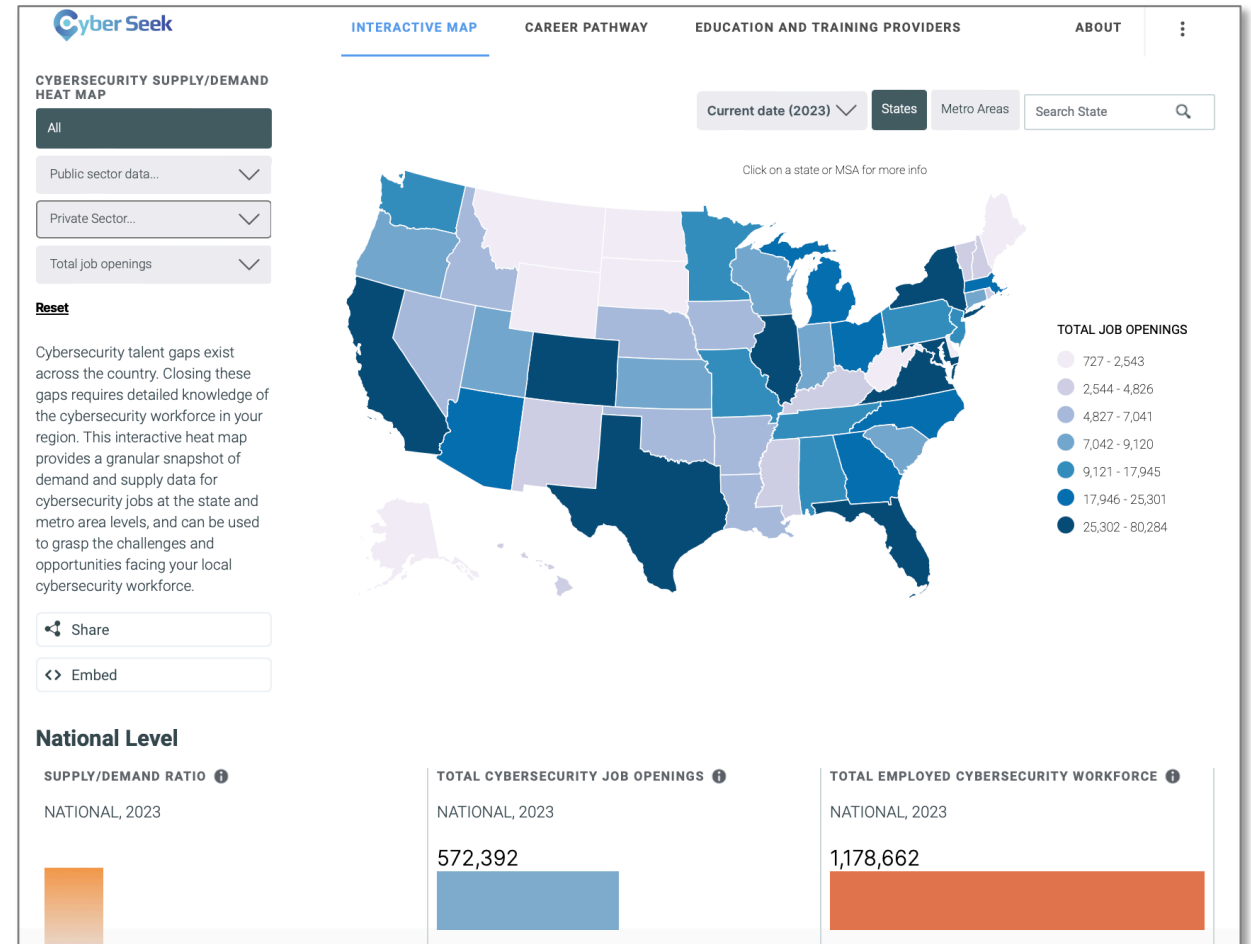 Cyber Seek
INTERACTIVE MAP
CAREER PATHWAY
EDUCATION AND TRAINING PROVIDERS
ABOUT
CYBERSECURITY SUPPLY/DEMAND
HEAT MAP
All
Public sector data...
Private Sector...
Total job openings
Reset
Cybersecurity talent gaps exist
across the country. Closing these
gaps requires detailed knowledge of
the cybersecurity workforce in your
region. This interactive heat map
provides a granular snapshot of
demand and supply data for
cybersecurity jobs at the state and
metro area levels, and can be used
to grasp the challenges and
opportunities facing your local
cybersecurity workforce.
Share
Embed
Current date (2023)
States
Metro Areas
Search State
Click on a state or MSA for more info
TOTAL JOB OPENINGS
727 - 2,543
2,544 - 4,826
4,827 - 7,041
7,042 - 9,120
9,121 - 17,945
17,946 - 25,301
25,302 - 80,284
National Level
SUPPLY/DEMAND RATIO
NATIONAL, 2023
TOTAL CYBERSECURITY JOB OPENINGS
NATIONAL, 2023
572,392
TOTAL EMPLOYED CYBERSECURITY WORKFORCE
NATIONAL, 2023
1,178,662